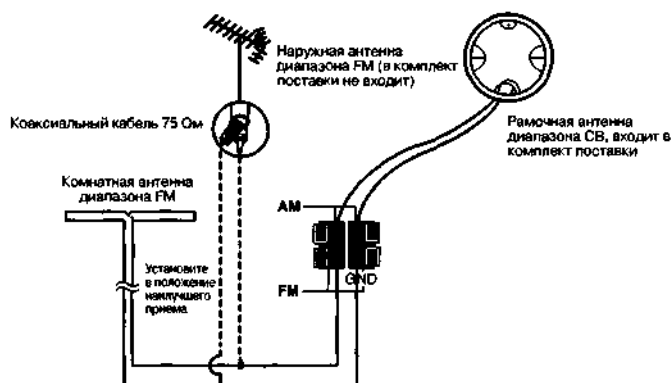 Наружная антенна
диапазона FM (в комплект
поставки не входит)
Коаксиальный кабель 75 Ом
Рамочная антенна
диапазона СВ, входит в
комплект поставки
Комнатная антенна
диапазона FM
AM
Установите
в положение
наилучшего
приема
GND
FM